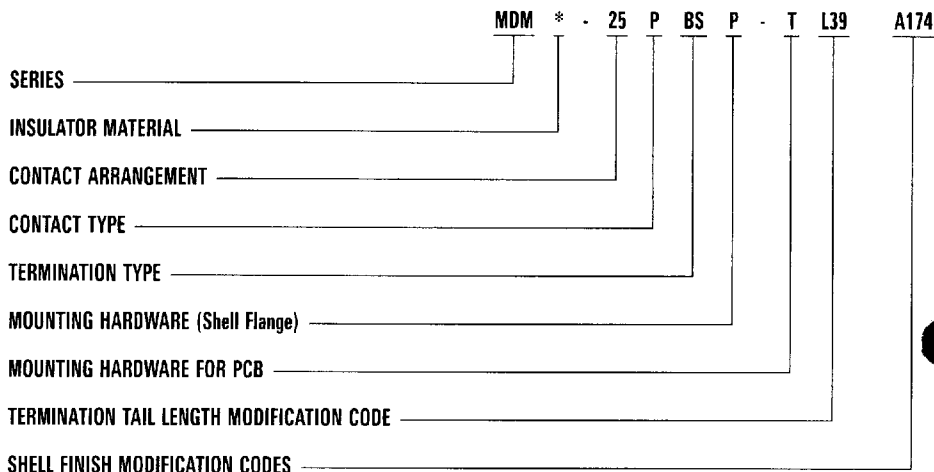 MDM * - 25 P BS P - T L39 A174
SERIES
INSULATOR MATERIAL
CONTACT ARRANGEMENT
CONTACT TYPE
TERMINATION TYPE
MOUNTING HARDWARE (Shell Flange)
MOUNTING HARDWARE FOR PCB
TERMINATION TAIL LENGTH MODIFICATION CODE
SHELL FINISH MODIFICATION CODES